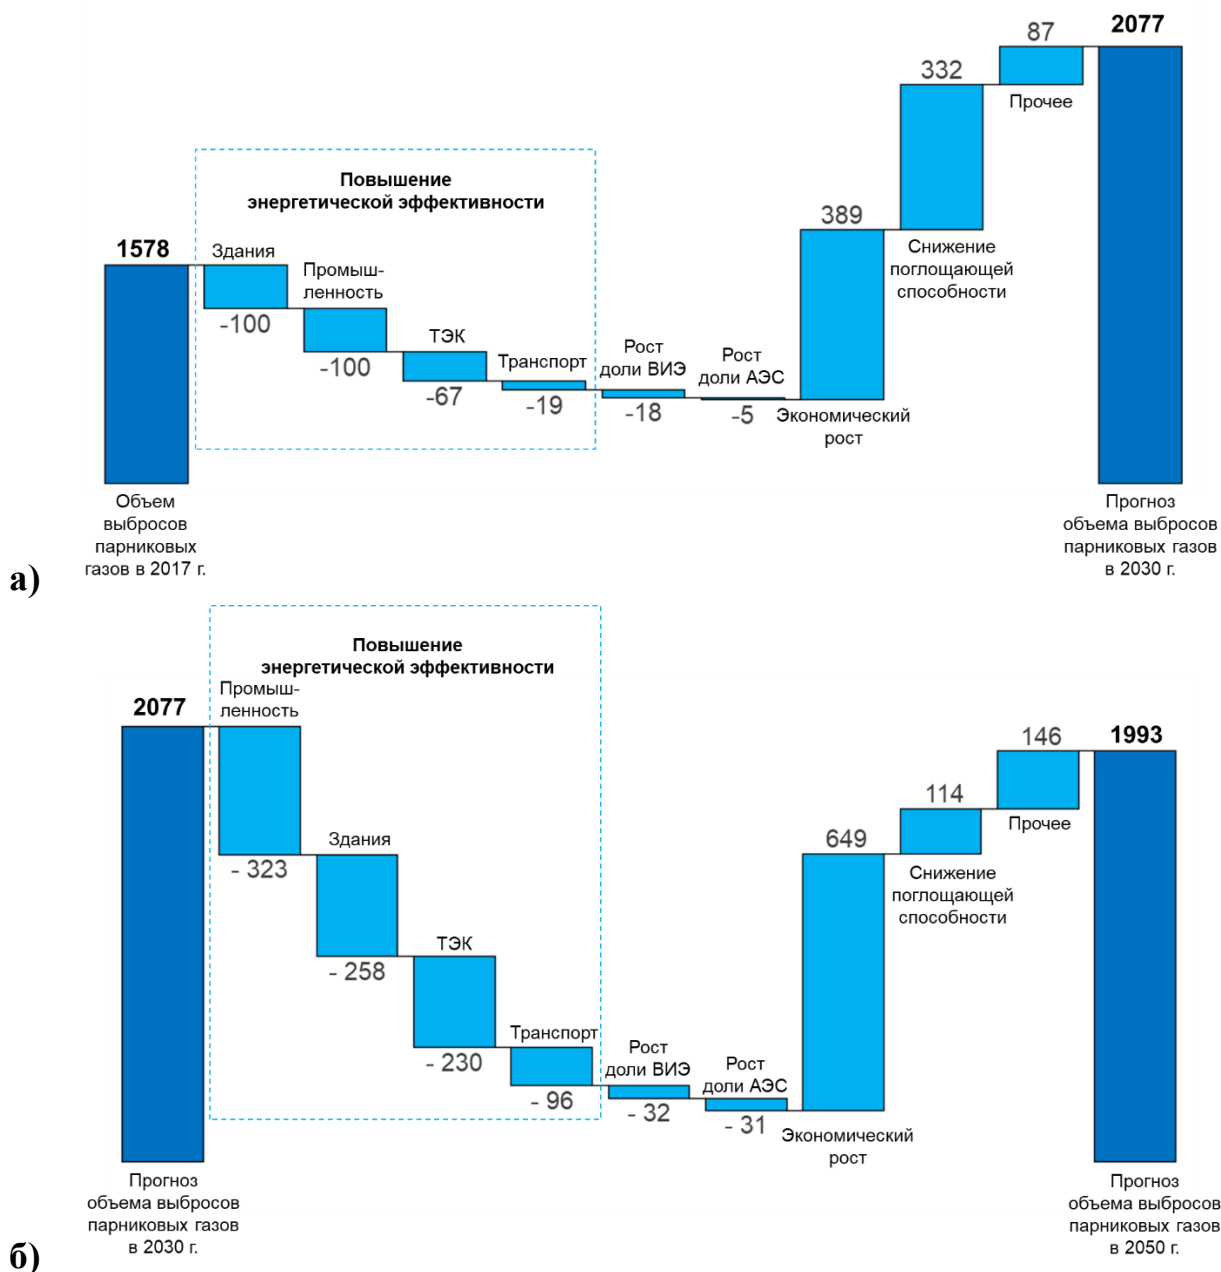 2077
87
332
Прочее
Повышение
энергетической эффективности
389
1578
Здания
Снижение
поглощающей
способности
Промыш-
ленность
-100
ТЭК
Рост
доли ВИЭ
Рост
доли АЭС
Транспорт
-100
-67
-19
-18
-5
Экономический
рост
Объем
выбросов
парниковых
газов в 2017 г.
Прогноз
объема выбросов
парниковых газов
в 2030 г.
а)
Повышение
энергетической эффективности
Промыш-
ленность
2077
146
1993
114
Прочее
649
Здания
- 323
Снижение
поглощающей
способности
ТЭК
- 258
Транспорт
Рост
доли ВИЭ
Рост
доли АЭС
- 230
- 96
- 32
- 31
Экономический
рост
Прогноз
объема выбросов
парниковых газов
в 2030 г.
Прогноз
объема выбросов
парниковых газов
в 2050 г.
б)